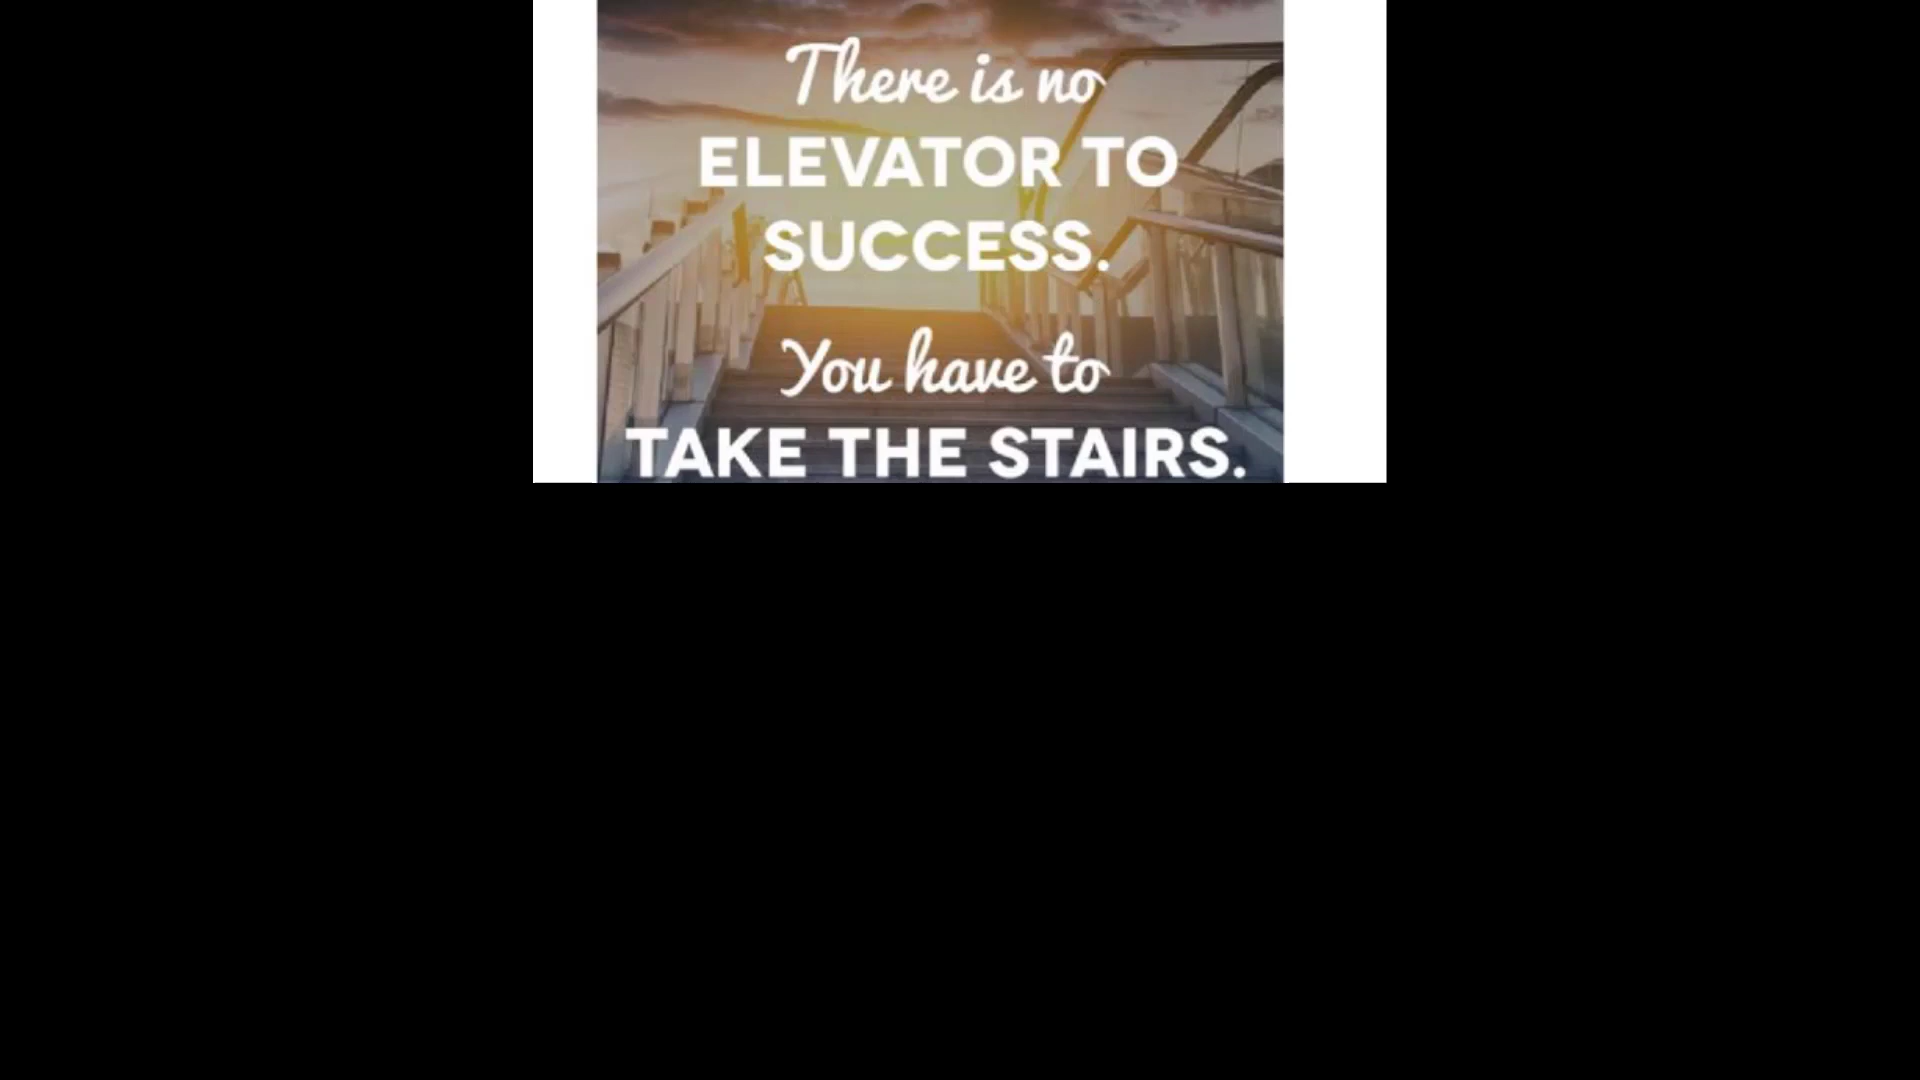 There is no
ELEVATOR TO
SUCCESS.
You have to
TAKE THE STAIRS.